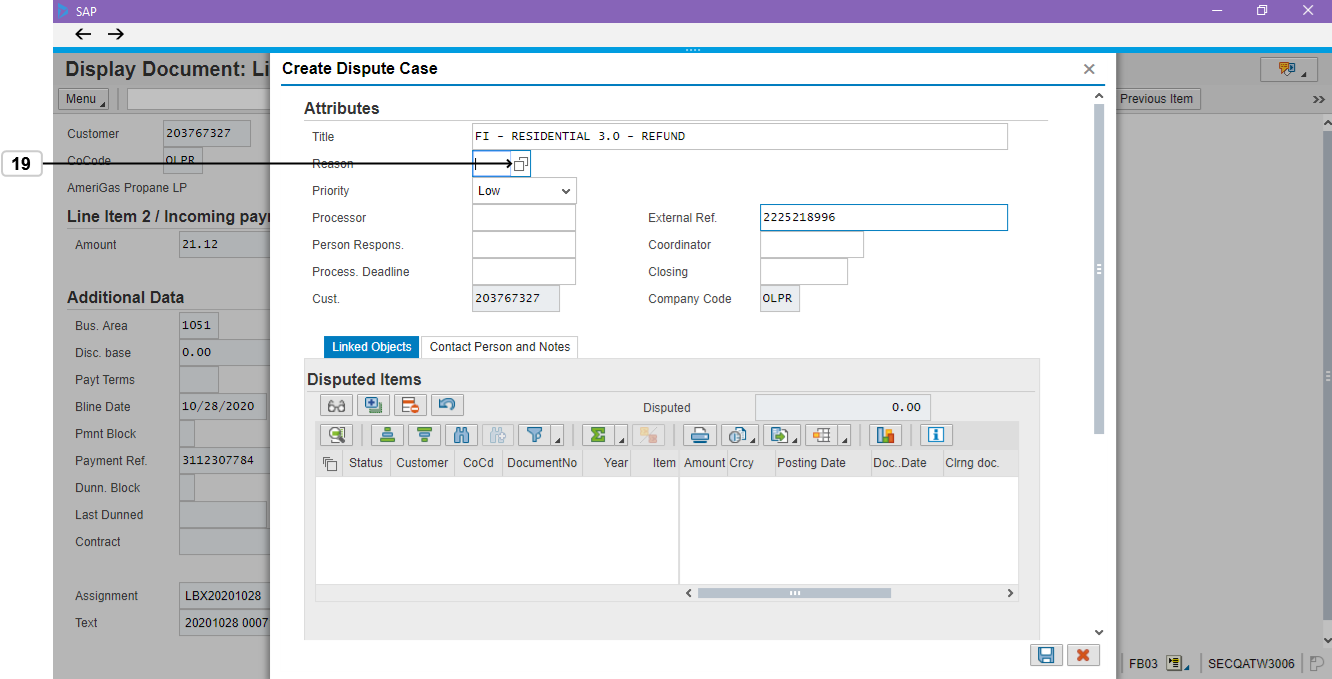 SAP
Display Document: Li
Menu
Previous Item
Customer 203767327
CoCode OLPR
AmeriGas Propane LP
Line Item 2 / Incoming payr
Amount 21.12
Additional Data
Bus. Area 1051
Disc. base 0.00
Payt Terms
Bline Date 10/28/2020
Pmnt Block
Payment Ref. 3112307784
Dunn. Block
Last Dunned
Contract
Assignment LBX20201028
Text 20201028 0007
19
Create Dispute Case
Attributes
Title FI - RESIDENTIAL 3.0 - REFUND
Reason
Priority Low
Processor External Ref. 2225218996
Person Respons. Coordinator
Process. Deadline Closing
Cust. 203767327 Company Code OLPR
Linked Objects Contact Person and Notes
Disputed Items
Disputed 0.00
Status Customer CoCd DocumentNo Year Item Amount Crcy Posting Date Doc..Date Clrng doc.
FB03 SECQATW3006